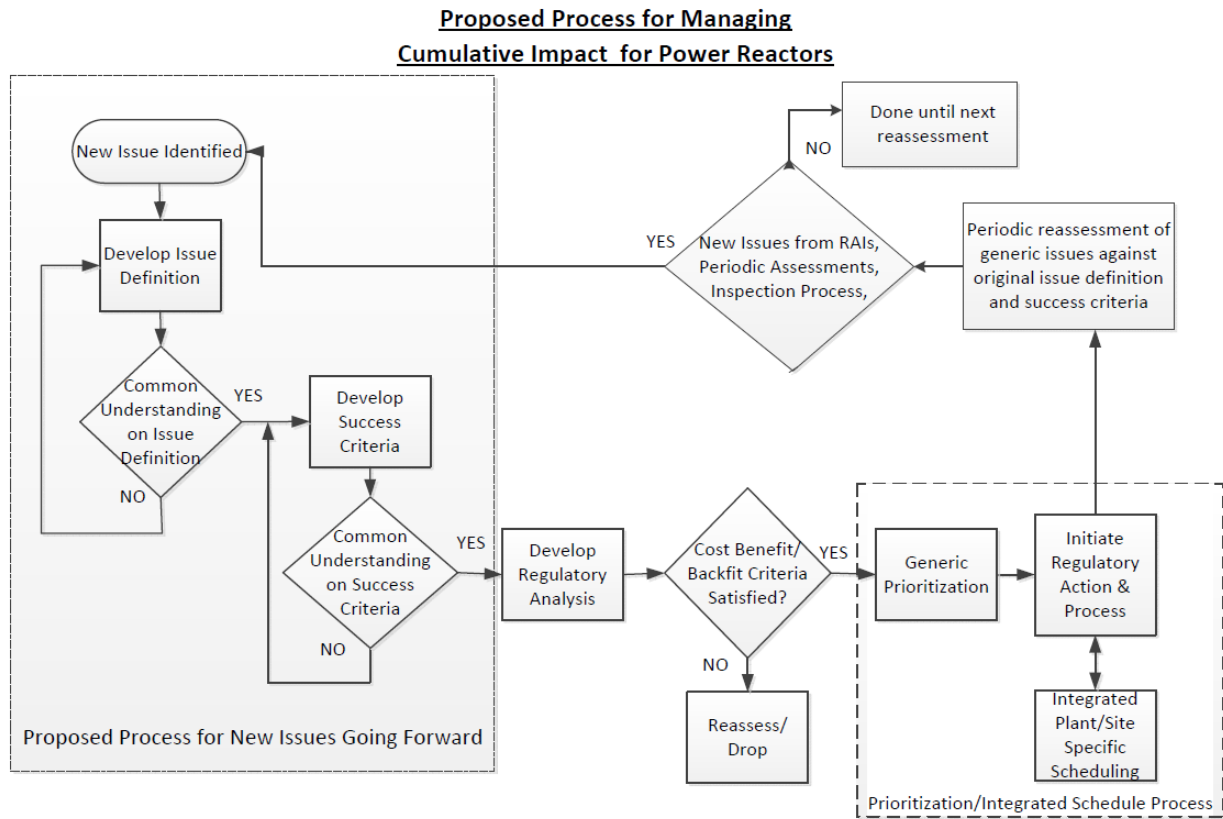 Proposed Process for Managing
Cumulative Impact for Power Reactors
New Issue Identified
Develop Issue
Definition
Common
Understanding
on Issue
Definition
YES
NO
Develop
Success
Criteria
Common
Understanding
on Success
Criteria
YES
NO
Proposed Process for New Issues Going Forward
Develop
Regulatory
Analysis
Cost Benefit/
Backfit Criteria
Satisfied?
YES
NO
Reassess/
Drop
Generic
Prioritization
Initiate
Regulatory
Action &
Process
Integrated
Plant/Site
Specific
Scheduling
Prioritization/Integrated Schedule Process
Periodic reassessment of
generic issues against
original issue definition
and success criteria
New Issues from RAIs,
Periodic Assessments,
Inspection Process,
YES
NO
Done until next
reassessment